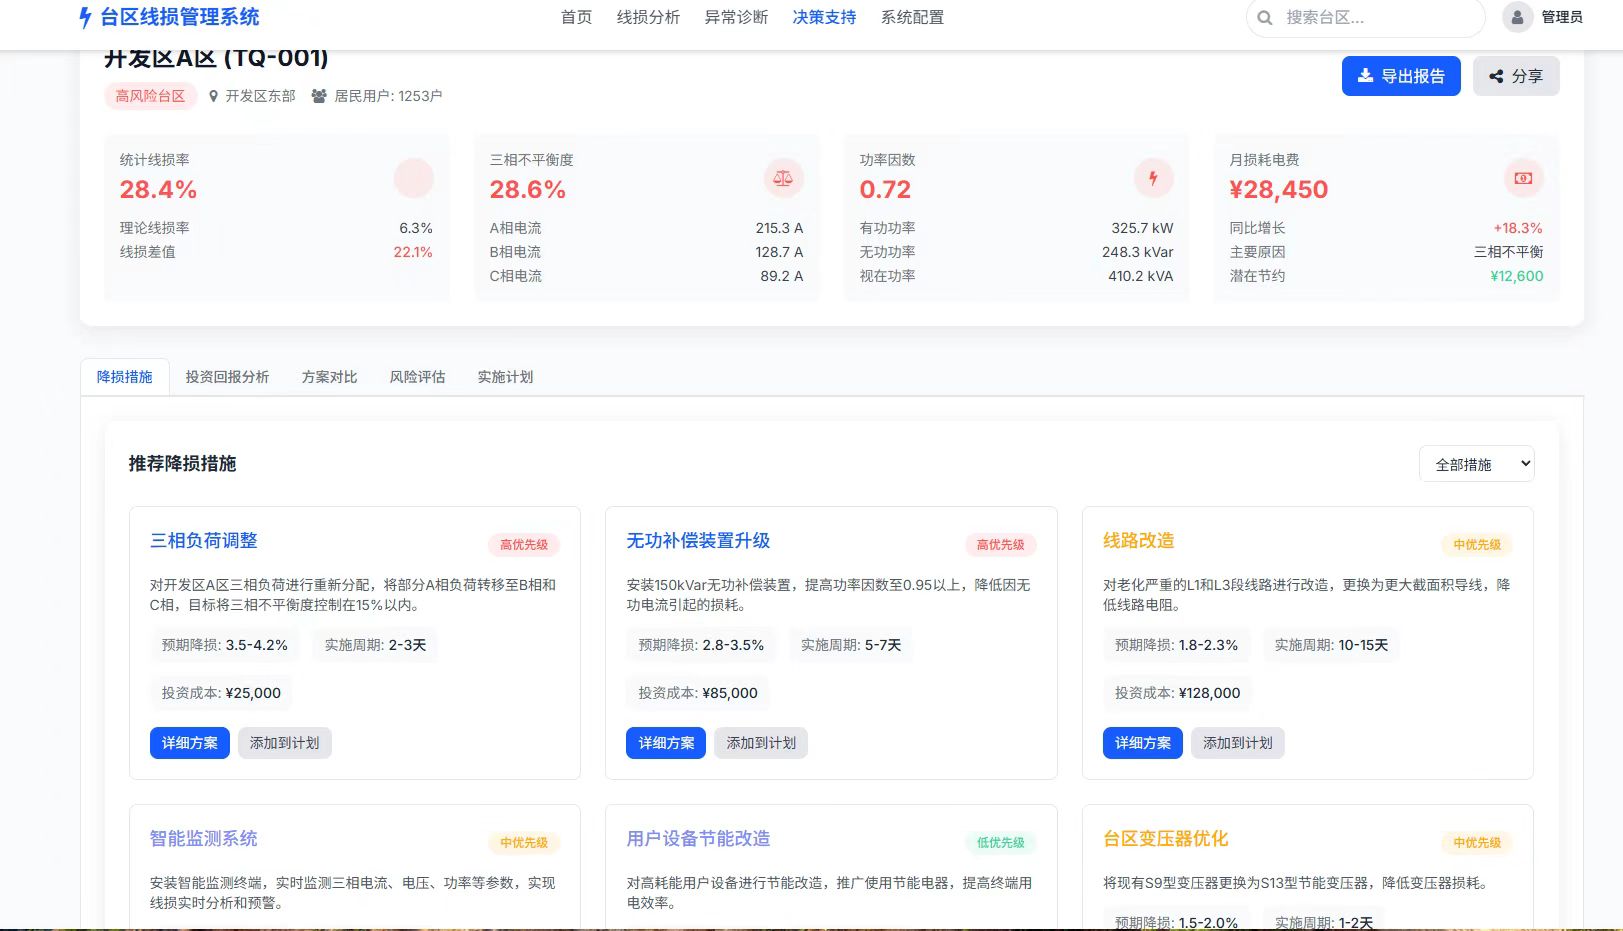 台区线损管理系统
首页 线损分析 异常诊断 决策支持 系统配置
搜索台区...
管理员
开发区A区 (TQ-001)
高风险台区 开发区东部 居民用户: 1253户
导出报告 分享
统计线损率
28.4%
理论线损率 6.3%
线损差值 22.1%
三相不平衡度
28.6%
A相电流 215.3 A
B相电流 128.7 A
C相电流 89.2 A
功率因数
0.72
有功功率 325.7 kW
无功功率 248.3 kVar
视在功率 410.2 kVA
月损耗电费
¥28,450
同比增长 +18.3%
主要原因 三相不平衡
潜在节约 ¥12,600
降损措施 投资回报分析 方案对比 风险评估 实施计划
推荐降损措施
全部措施
三相负荷调整 高优先级
对开发区A区三相负荷进行重新分配，将部分A相负荷转移至B相和
C相，目标将三相不平衡度控制在15%以内。
预期降损: 3.5-4.2% 实施周期: 2-3天
投资成本: ¥25,000
详细方案 添加到计划
无功补偿装置升级 高优先级
安装150kVar无功补偿装置，提高功率因数至0.95以上，降低因无
功电流引起的损耗。
预期降损: 2.8-3.5% 实施周期: 5-7天
投资成本: ¥85,000
详细方案 添加到计划
线路改造 中优先级
对老化严重的L1和L3段线路进行改造，更换为更大截面积导线，降
低线路电阻。
预期降损: 1.8-2.3% 实施周期: 10-15天
投资成本: ¥128,000
详细方案 添加到计划
智能监测系统 中优先级
安装智能监测终端，实时监测三相电流、电压、功率等参数，实现
线损实时分析和预警。
用户设备节能改造 低优先级
对高耗能用户设备进行节能改造，推广使用节能电器，提高终端用
电效率。
台区变压器优化 中优先级
将现有S9型变压器更换为S13型节能变压器，降低变压器损耗。
预期降损: 1.5-2.0% 实施周期: 1-2天